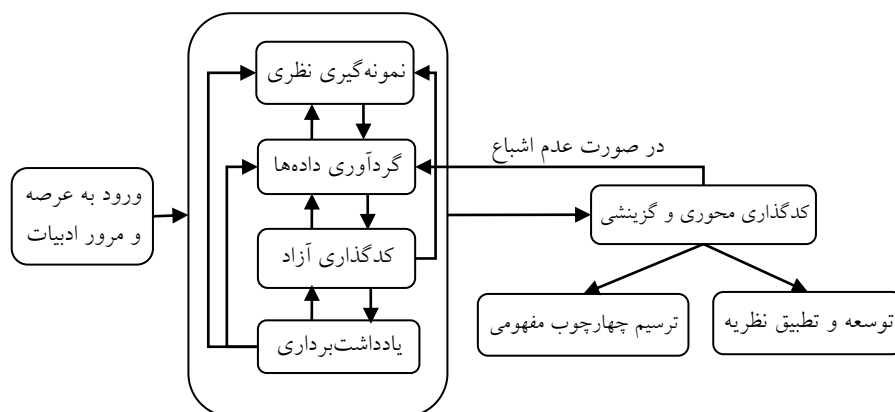 نمونه‌گیری نظری
گردآوری داده‌ها
کدگذاری آزاد
یادداشت‌برداری
ورود به عرصه
و مرور ادبیات
در صورت عدم اشباع
کدگذاری محوری و گزینشی
ترسیم چهارچوب مفهومی
توسعه و تطبیق نظریه